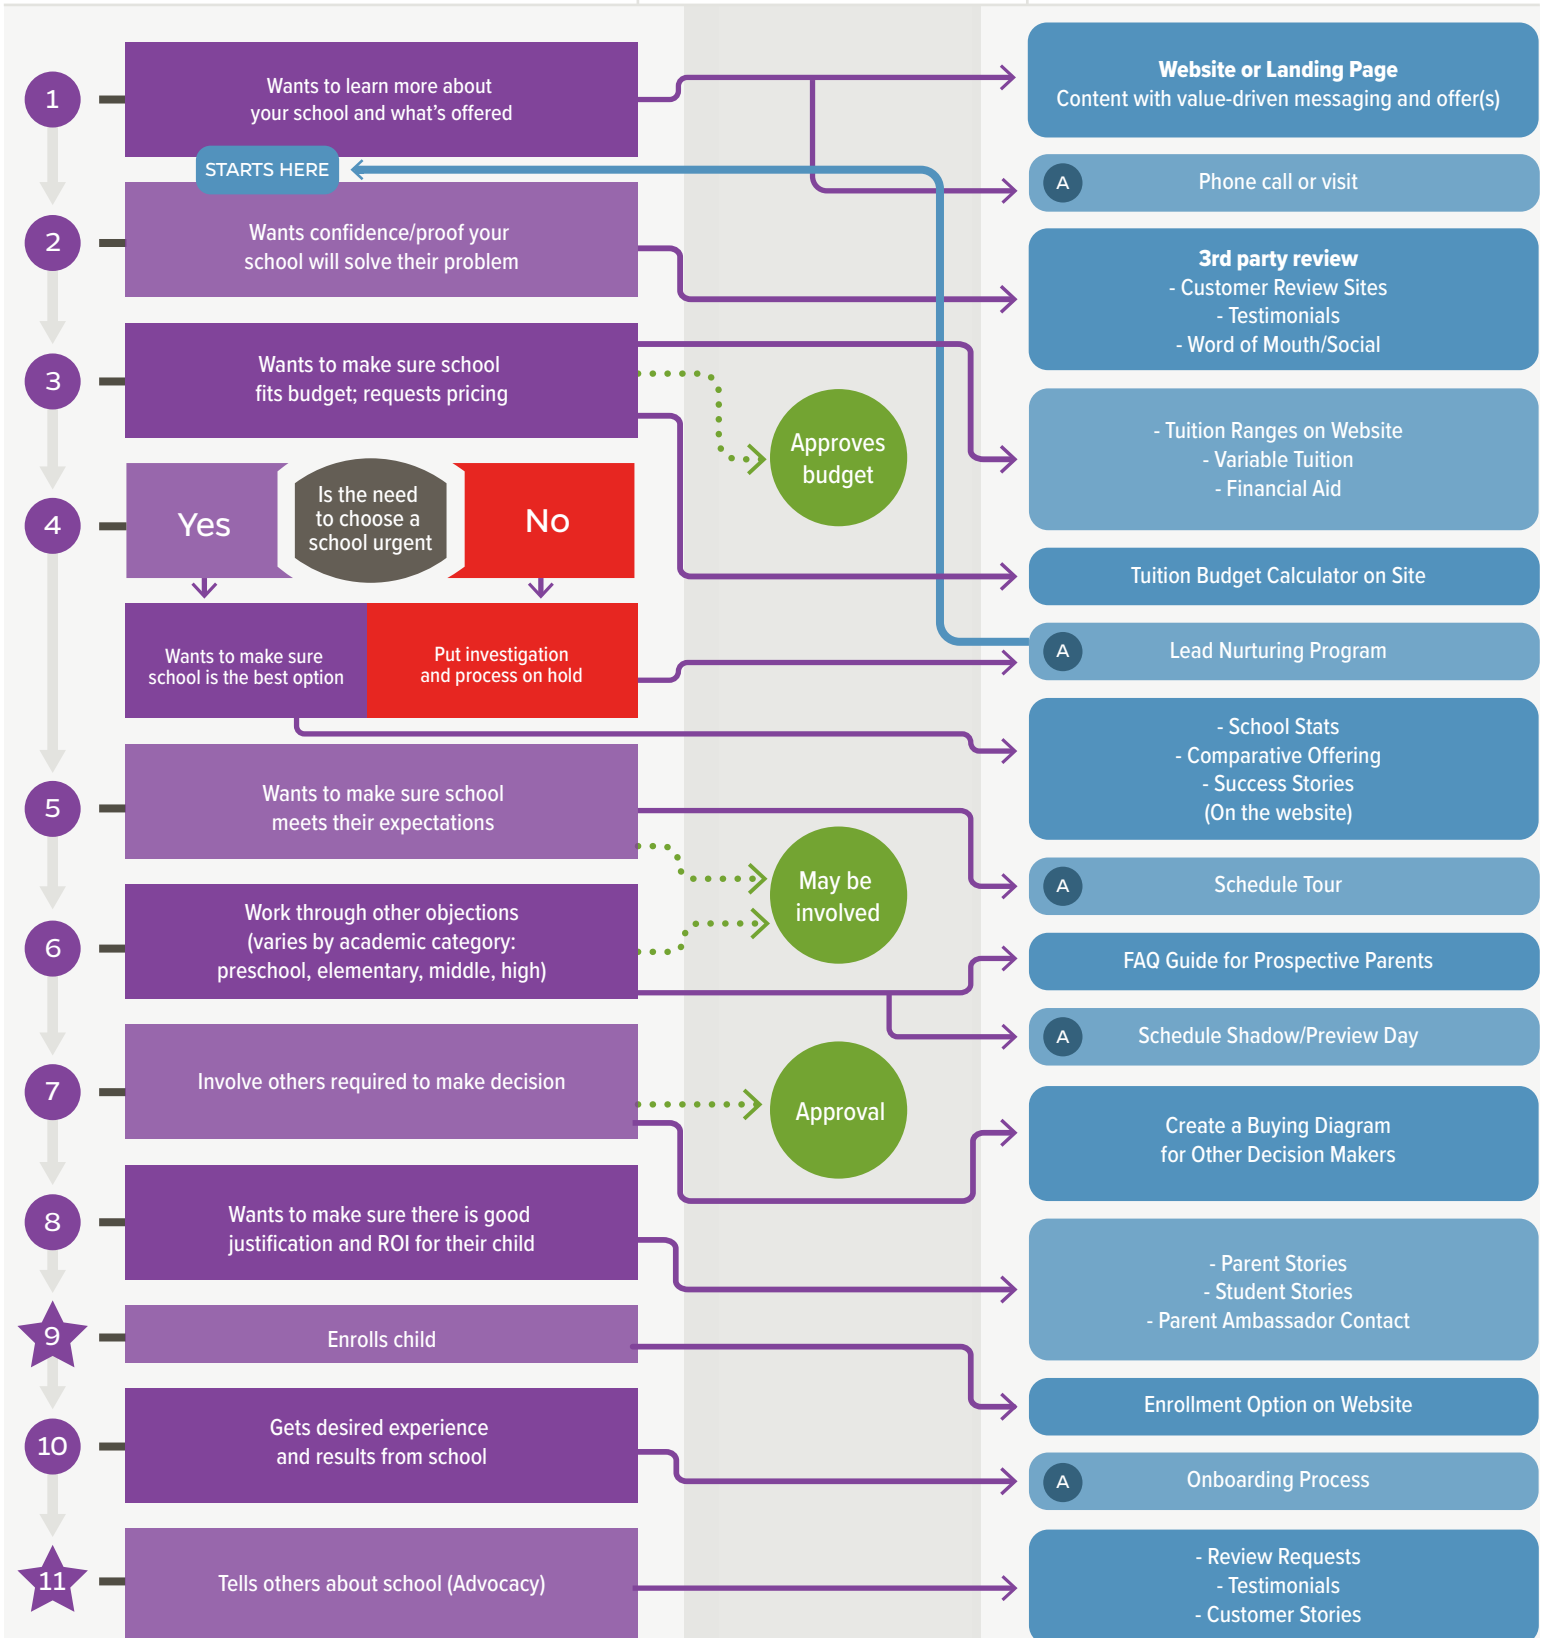 1
Wants to learn more about
your school and what's offered
Website or Landing Page
Content with value-driven messaging and offer(s)
STARTS HERE
A
Phone call or visit
2
Wants confidence/proof your
school will solve their problem
3rd party review
- Customer Review Sites
- Testimonials
- Word of Mouth/Social
3
Wants to make sure school
fits budget; requests pricing
Approves
budget
- Tuition Ranges on Website
- Variable Tuition
- Financial Aid
4
Yes
Is the need
to choose a
school urgent
No
Tuition Budget Calculator on Site
Wants to make sure
school is the best option
Put investigation
and process on hold
A
Lead Nurturing Program
- School Stats
- Comparative Offering
- Success Stories
(On the website)
5
Wants to make sure school
meets their expectations
May be
involved
A
Schedule Tour
6
Work through other objections
(varies by academic category:
preschool, elementary, middle, high)
FAQ Guide for Prospective Parents
A
Schedule Shadow/Preview Day
7
Involve others required to make decision
Approval
Create a Buying Diagram
for Other Decision Makers
8
Wants to make sure there is good
justification and ROI for their child
- Parent Stories
- Student Stories
- Parent Ambassador Contact
9
Enrolls child
Enrollment Option on Website
10
Gets desired experience
and results from school
A
Onboarding Process
11
Tells others about school (Advocacy)
- Review Requests
- Testimonials
- Customer Stories